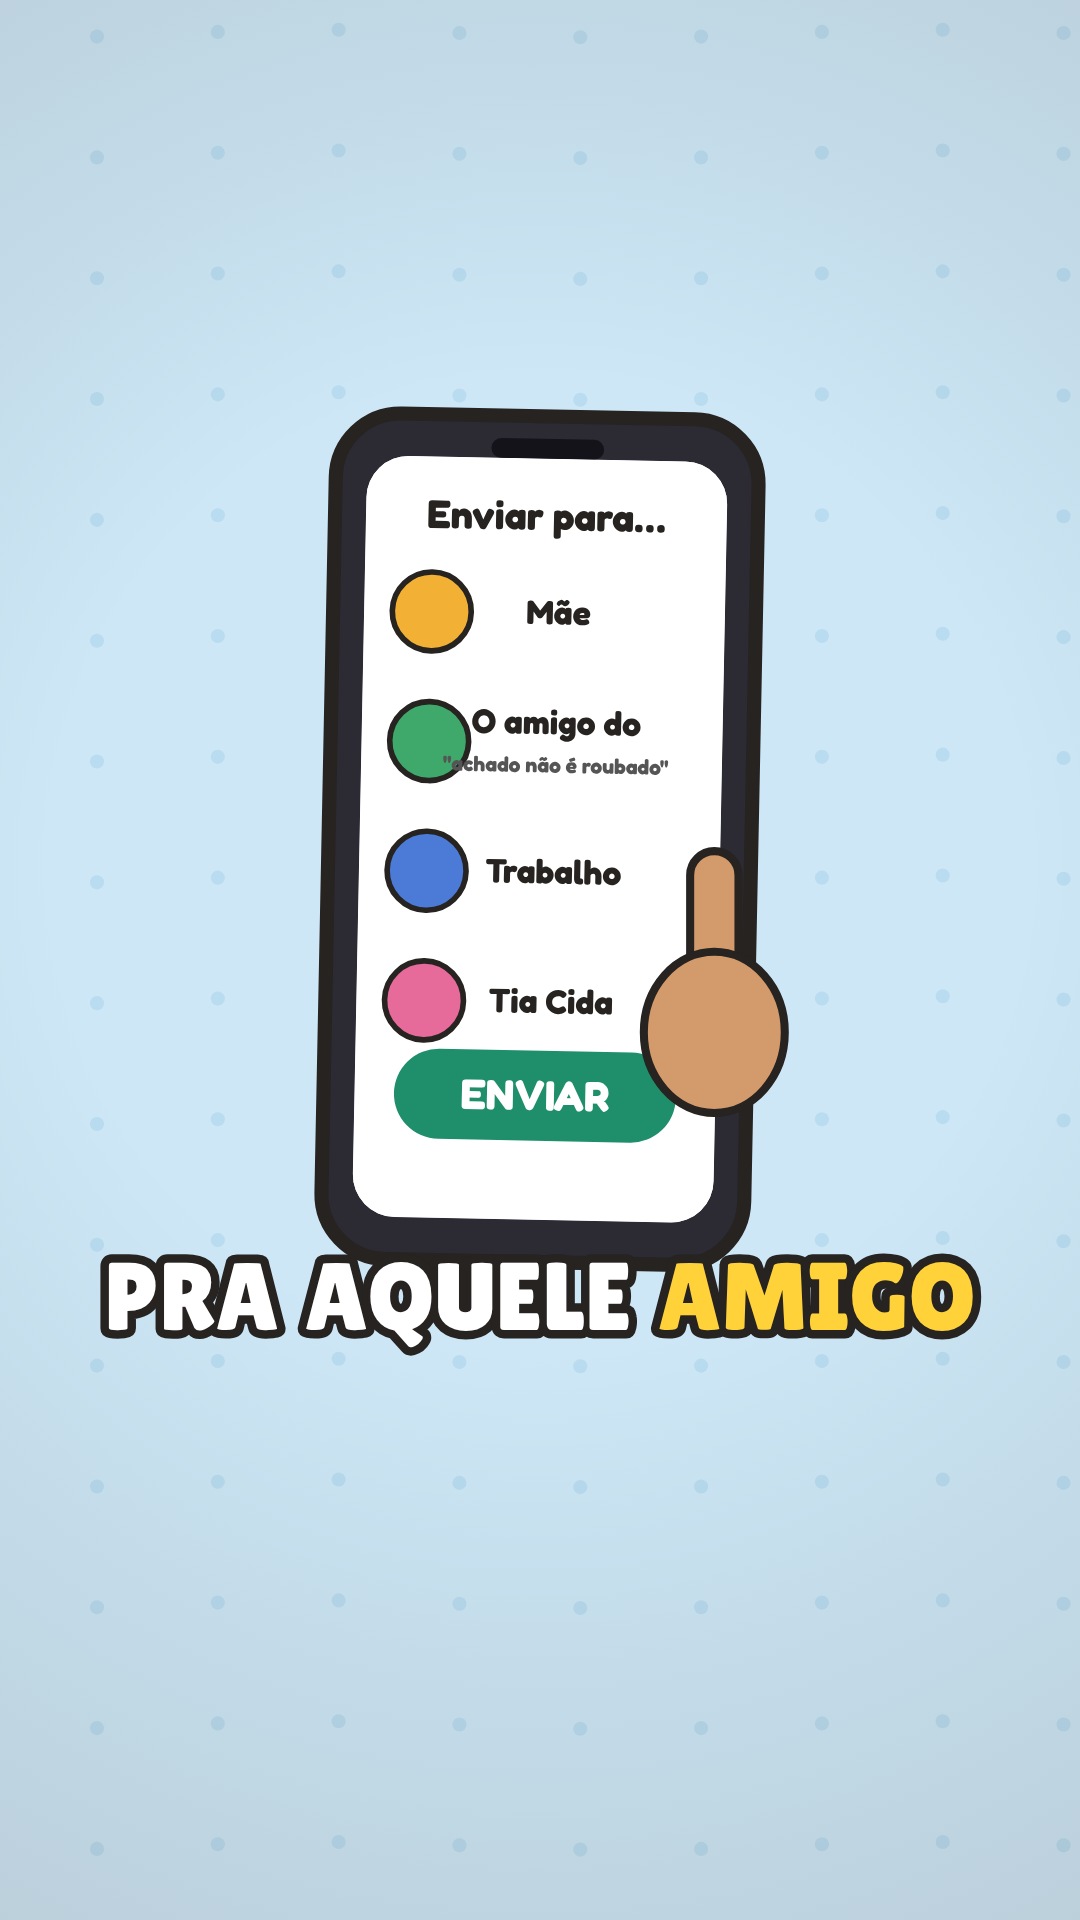 Enviar para...
Mãe
O amigo do
"achado não é roubado"
Trabalho
Tia Cida
ENVIAR
PRA AQUELE AMIGO